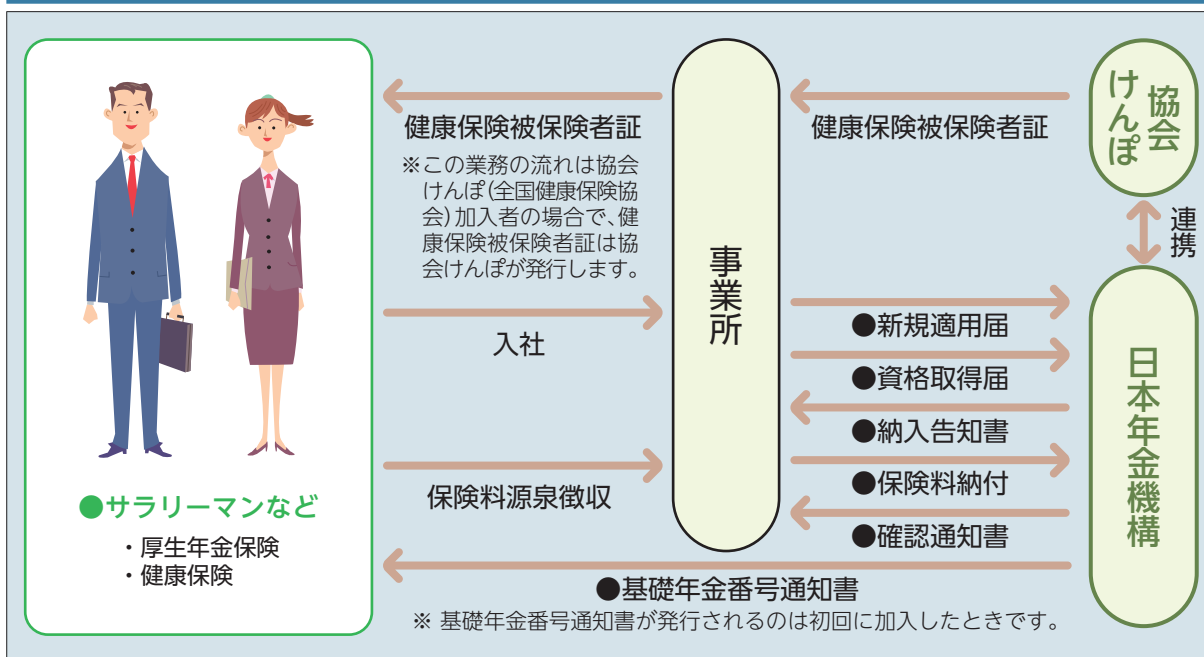 健康保険被保険者証
※この業務の流れは協会
けんぽ(全国健康保険協
会)加入者の場合で、健
康保険被保険者証は協
会けんぽが発行します。
入社
保険料源泉徴収
●サラリーマンなど
・厚生年金保険
・健康保険
事業所
健康保険被保険者証
協会
けんぽ
連携
●新規適用届
●資格取得届
●納入告知書
●保険料納付
●確認通知書
日本年金機構
●基礎年金番号通知書
※ 基礎年金番号通知書が発行されるのは初回に加入したときです。